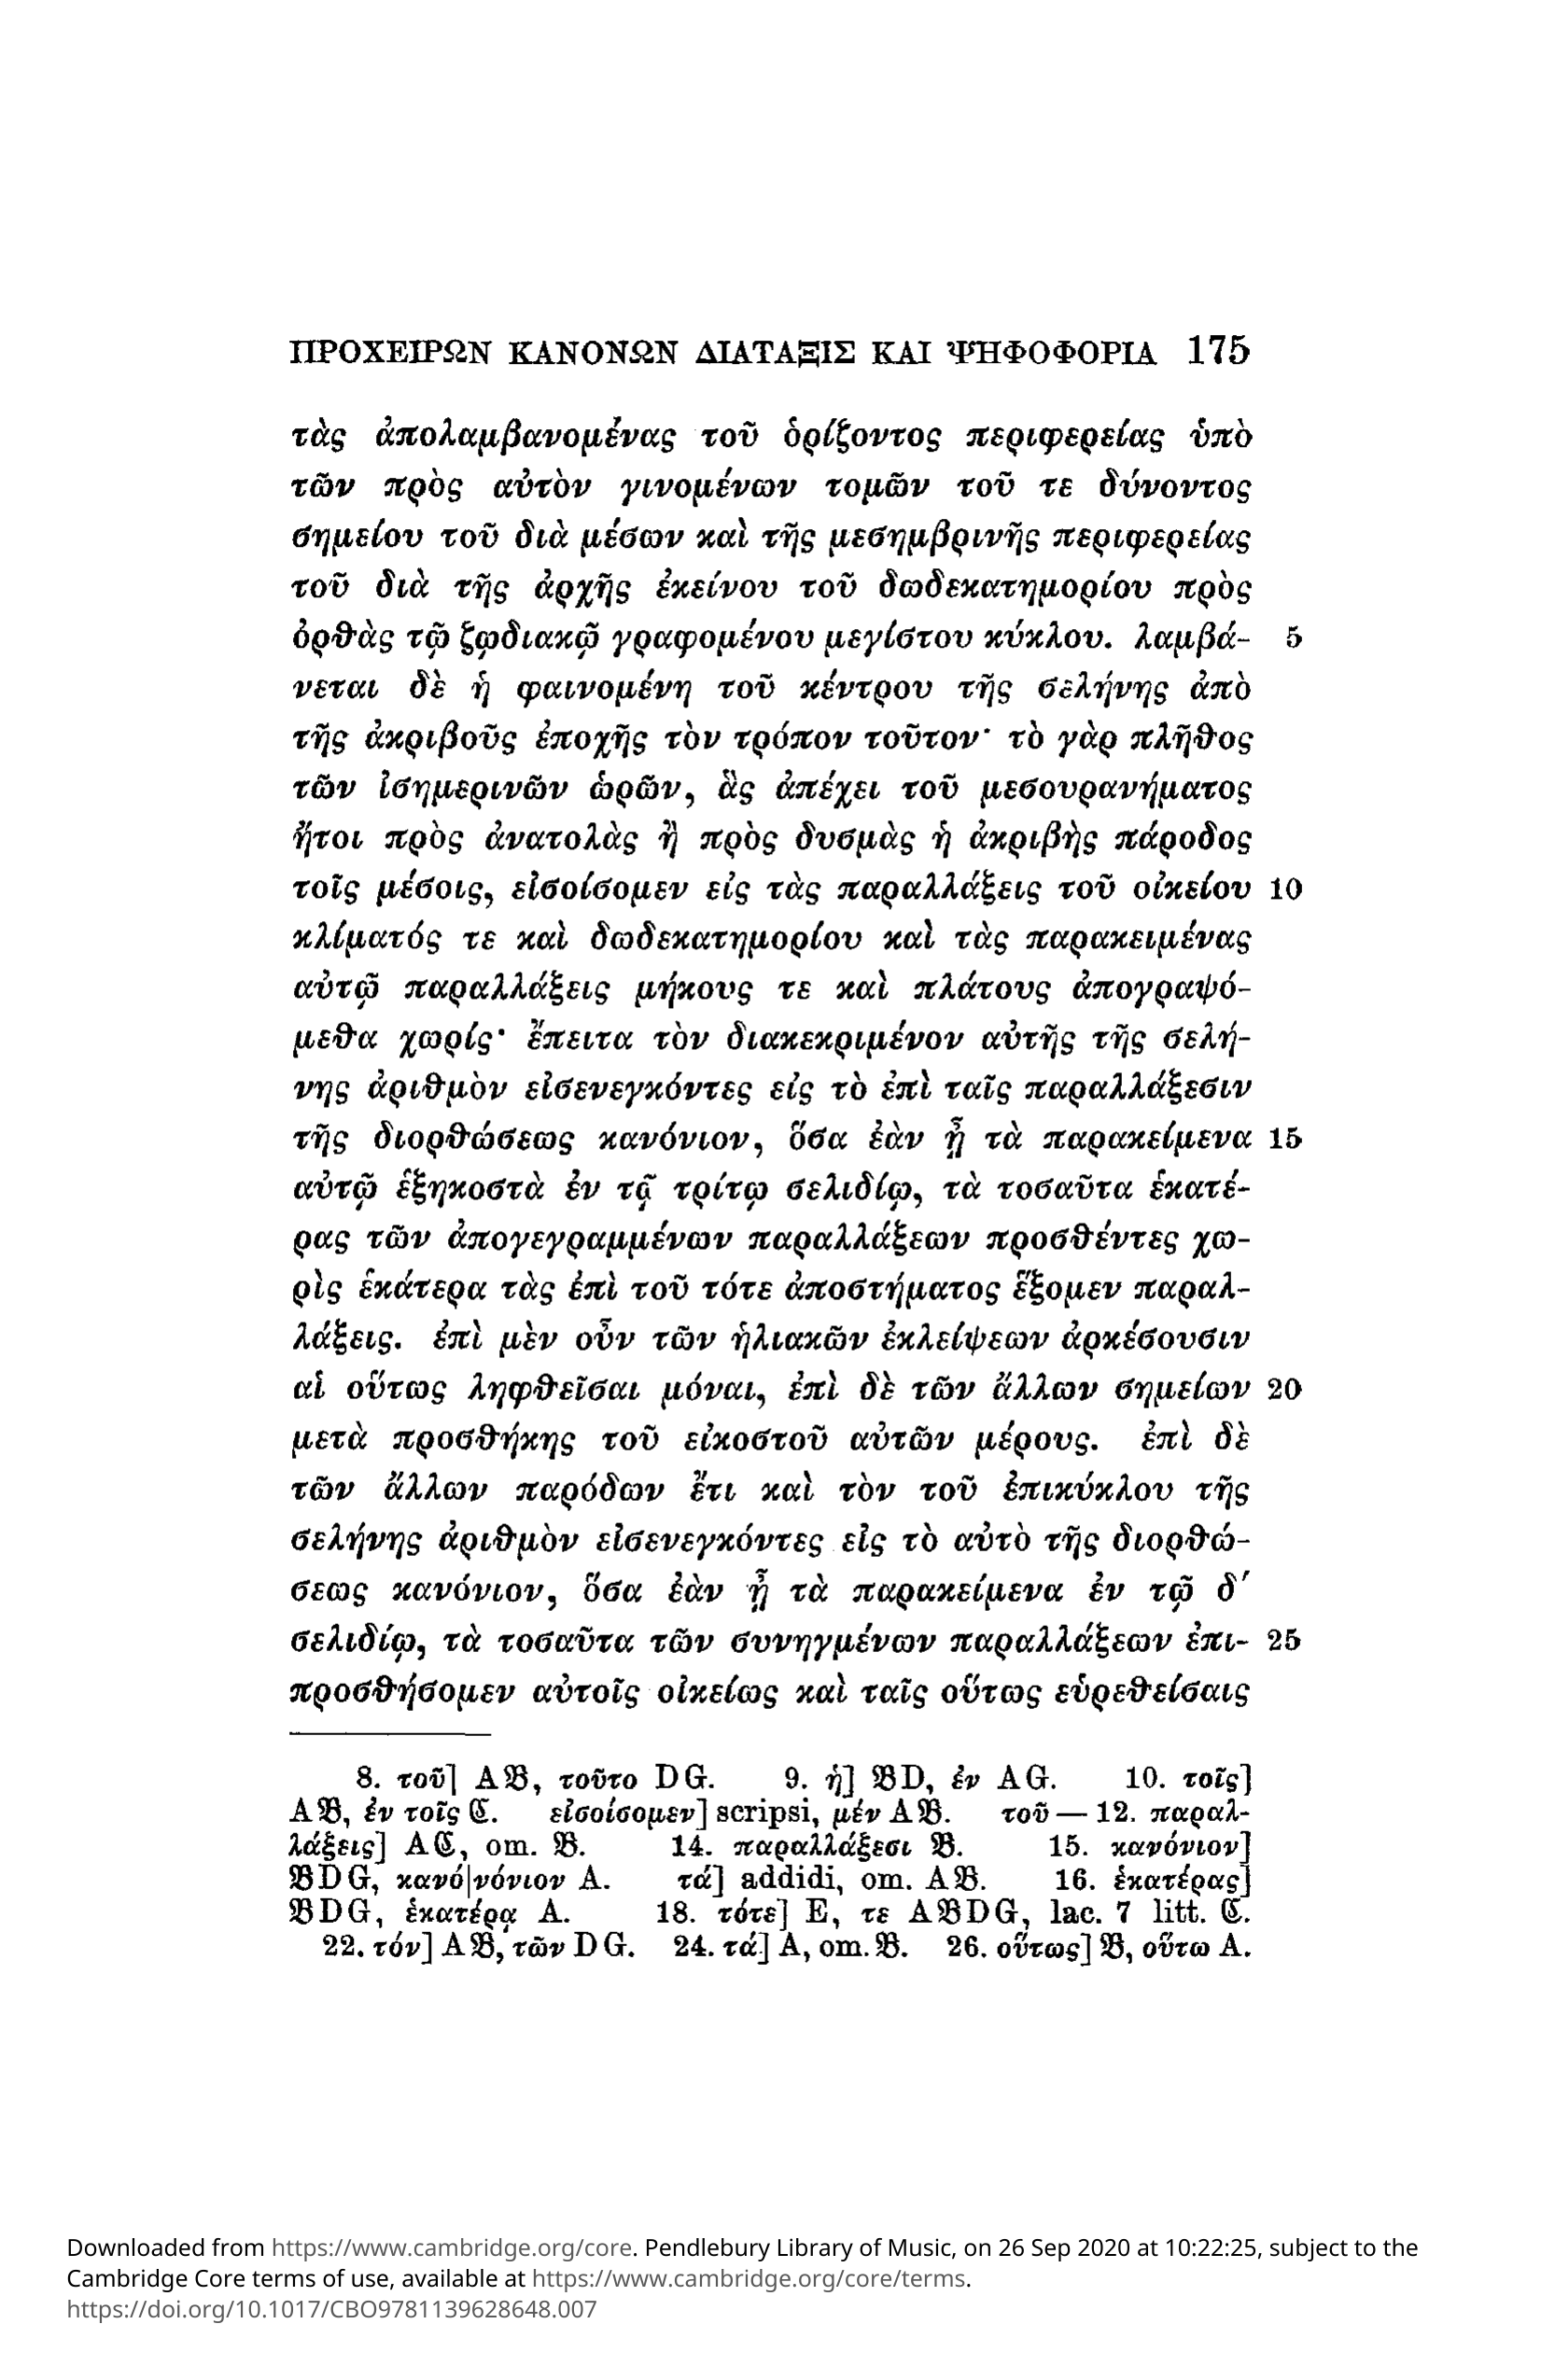 ΠΡΟΧΕΙΡΩΝ ΚΑΝΟΝΩΝ ΔΙΑΤΑΞΙΣ ΚΑΙ ΨΗΦΟΦΟΡΙΑ 175
τὰς ἀπολαμβανομένας τοῦ ὁρίζοντος περιφερείας ὑπὸ
τῶν πρὸς αὐτὸν γινομένων τομῶν τοῦ τε δύνοντος
σημείου τοῦ διὰ μέσων καὶ τῆς μεσημβρινῆς περιφερείας
τοῦ διὰ τῆς ἀρχῆς ἐκείνου τοῦ δωδεκατημορίου πρὸς
ὀρθὰς τῷ ζῳδιακῷ γραφομένου μεγίστου κύκλου. λαμβά- 5
νεται δὲ ἡ φαινομένη τοῦ κέντρου τῆς σελήνης ἀπὸ
τῆς ἀκριβοῦς ἐποχῆς τὸν τρόπον τοῦτον· τὸ γὰρ πλῆθος
τῶν ἰσημερινῶν ὡρῶν, ἃς ἀπέχει τοῦ μεσουρανήματος
ἤτοι πρὸς ἀνατολὰς ἢ πρὸς δυσμὰς ἡ ἀκριβὴς πάροδος
τοῖς μέσοις, εἰσοίσομεν εἰς τὰς παραλλάξεις τοῦ οἰκείου 10
κλίματός τε καὶ δωδεκατημορίου καὶ τὰς παρακειμένας
αὐτῷ παραλλάξεις μήκους τε καὶ πλάτους ἀπογραψό-
μεθα χωρίς· ἔπειτα τὸν διακεκριμένον αὐτῆς τῆς σελή-
νης ἀριθμὸν εἰσενεγκόντες εἰς τὸ ἐπὶ ταῖς παραλλάξεσιν
τῆς διορθώσεως κανόνιον, ὅσα ἐὰν ᾖ τὰ παρακείμενα 15
αὐτῷ ἑξηκοστὰ ἐν τᾷ τρίτῳ σελιδίῳ, τὰ τοσαῦτα ἑκατέ-
ρας τῶν ἀπογεγραμμένων παραλλάξεων προσθέντες χω-
ρὶς ἑκάτερα τὰς ἐπὶ τοῦ τότε ἀποστήματος ἕξομεν παραλ-
λάξεις. ἐπὶ μὲν οὖν τῶν ἡλιακῶν ἐκλείψεων ἀρκέσουσιν
αἱ οὕτως ληφθεῖσαι μόναι, ἐπὶ δὲ τῶν ἄλλων σημείων 20
μετὰ προσθήκης τοῦ εἰκοστοῦ αὐτῶν μέρους. ἐπὶ δὲ
τῶν ἄλλων παρόδων ἔτι καὶ τὸν τοῦ ἐπικύκλου τῆς
σελήνης ἀριθμὸν εἰσενεγκόντες εἰς τὸ αὐτὸ τῆς διορθώ-
σεως κανόνιον, ὅσα ἐὰν ᾖ τὰ παρακείμενα ἐν τῷ δʹ
σελιδίῳ, τὰ τοσαῦτα τῶν συνηγμένων παραλλάξεων ἐπι- 25
προσθήσομεν αὐτοῖς οἰκείως καὶ ταῖς οὕτως εὑρεθείσαις
8. τοῦ] A𝔅, τοῦτο DG. 9. ἡ] 𝔅D, ἐν AG. 10. τοῖς]
A𝔅, ἐν τοῖς ℭ. εἰσοίσομεν] scripsi, μέν A𝔅. τοῦ — 12. παραλ-
λάξεις] Aℭ, om. 𝔅. 14. παραλλάξεσι 𝔅. 15. κανόνιον]
𝔅DG, κανό|νόνιον A. τά] addidi, om. A𝔅. 16. ἑκατέρας]
𝔅DG, ἑκατέρᾳ A. 18. τότε] E, τε A𝔅DG, lac. 7 litt. ℭ.
22. τόν] A𝔅, τῶν DG. 24. τά] A, om. 𝔅. 26. οὕτως] 𝔅, οὕτω A.
Downloaded from https://www.cambridge.org/core. Pendlebury Library of Music, on 26 Sep 2020 at 10:22:25, subject to the
Cambridge Core terms of use, available at https://www.cambridge.org/core/terms.
https://doi.org/10.1017/CBO9781139628648.007